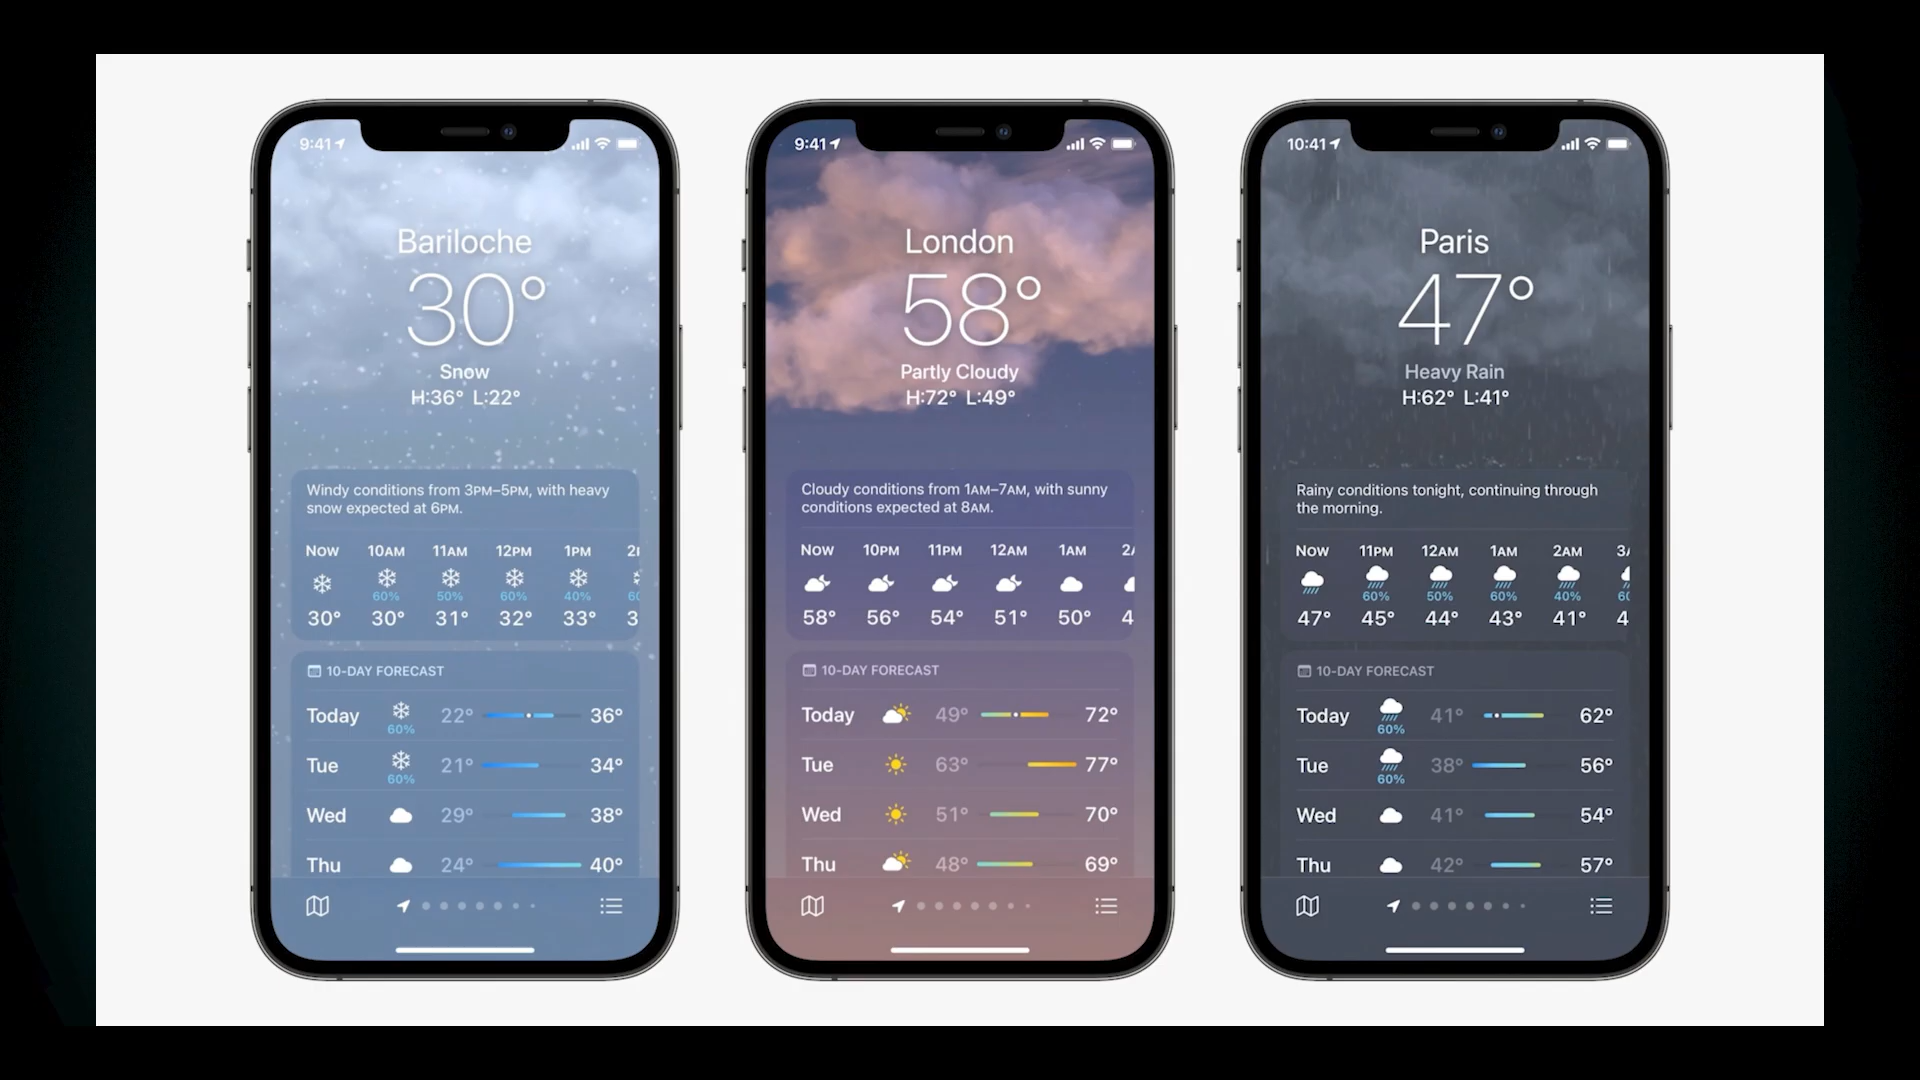 9:41
Bariloche
30°
Snow
H:36° L:22°
Windy conditions from 3PM–5PM, with heavy
snow expected at 6PM.
Now 10AM 11AM 12PM 1PM
60% 50% 60% 40%
30° 30° 31° 32° 33°
10-DAY FORECAST
Today 60% 22° 36°
Tue 60% 21° 34°
Wed 29° 38°
Thu 24° 40°
9:41
London
58°
Partly Cloudy
H:72° L:49°
Cloudy conditions from 1AM–7AM, with sunny
conditions expected at 8AM.
Now 10PM 11PM 12AM 1AM
58° 56° 54° 51° 50°
10-DAY FORECAST
Today 49° 72°
Tue 63° 77°
Wed 51° 70°
Thu 48° 69°
10:41
Paris
47°
Heavy Rain
H:62° L:41°
Rainy conditions tonight, continuing through
the morning.
Now 11PM 12AM 1AM 2AM
60% 50% 60% 40%
47° 45° 44° 43° 41°
10-DAY FORECAST
Today 60% 41° 62°
Tue 60% 38° 56°
Wed 41° 54°
Thu 42° 57°